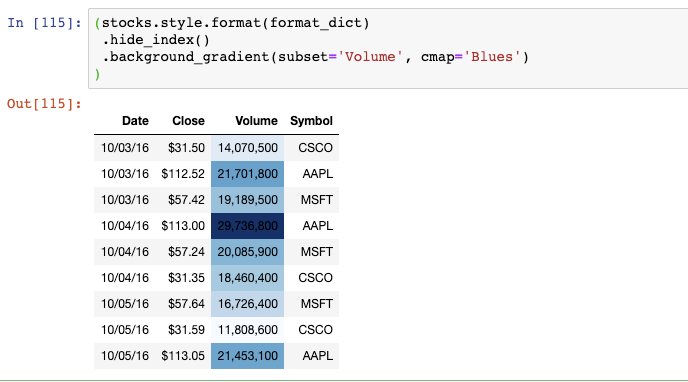 In [115]: (stocks.style.format(format_dict)
.hide_index()
.background_gradient(subset='Volume', cmap='Blues')
)
Out[115]:
Date Close Volume Symbol
10/03/16 $31.50 14,070,500 CSCO
10/03/16 $112.52 21,701,800 AAPL
10/03/16 $57.42 19,189,500 MSFT
10/04/16 $113.00 29,736,800 AAPL
10/04/16 $57.24 20,085,900 MSFT
10/04/16 $31.35 18,460,400 CSCO
10/05/16 $57.64 16,726,400 MSFT
10/05/16 $31.59 11,808,600 CSCO
10/05/16 $113.05 21,453,100 AAPL